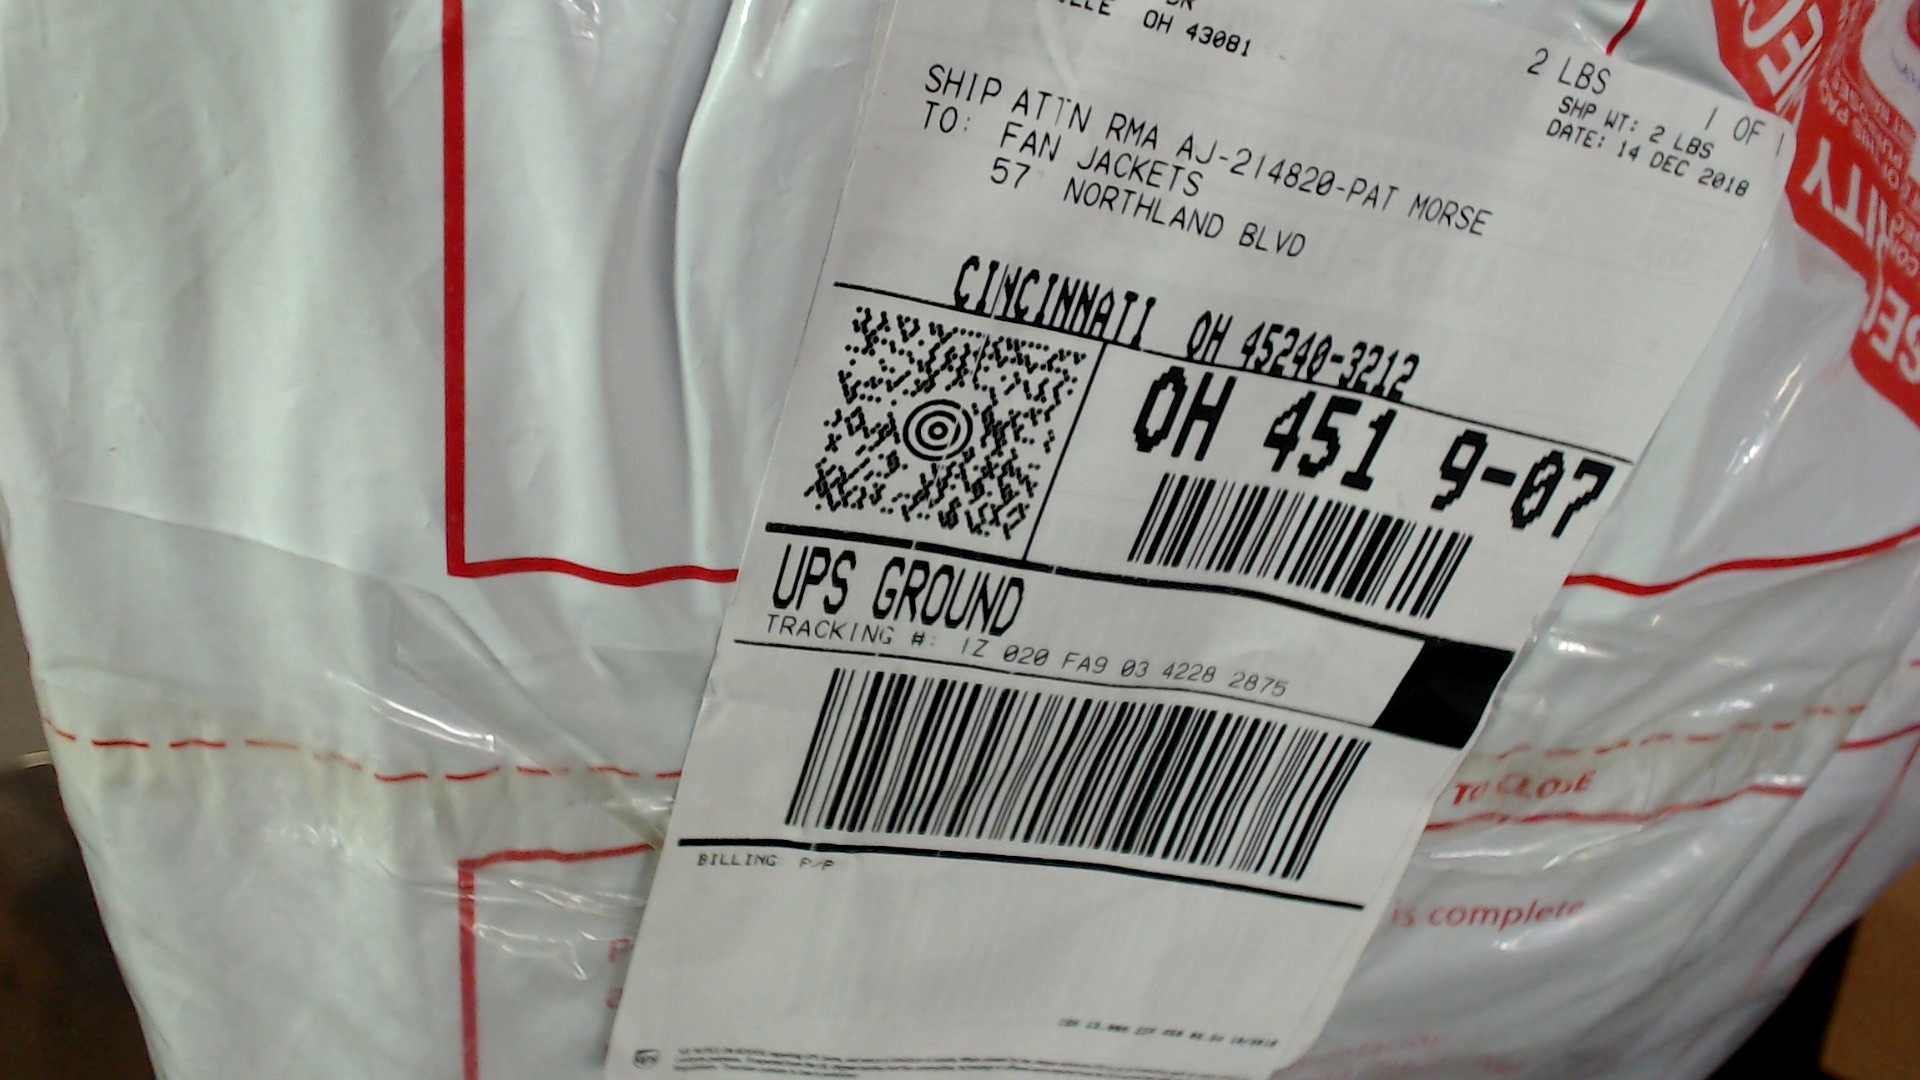 OH 43081
2 LBS
1 OF 1
SHP WT: 2 LBS
DATE: 14 DEC 2018
SHIP ATTN RMA AJ-214820-PAT MORSE
TO: FAN JACKETS
57 NORTHLAND BLVD
CINCINNATI OH 45240-3212
OH 451 9-07
UPS GROUND
TRACKING #: 1Z 020 FA9 03 4228 2875
BILLING P/P
TO CLOSE
is complete
SECURITY
ups